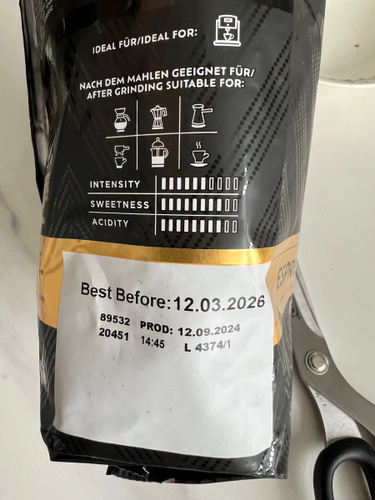 IDEAL FÜR/IDEAL FOR:
NACH DEM MAHLEN GEEIGNET FÜR/
AFTER GRINDING SUITABLE FOR:
INTENSITY
SWEETNESS
ACIDITY
Best Before: 12.03.2026
89532 PROD: 12.09.2024
20451 14:45 L 4374/1